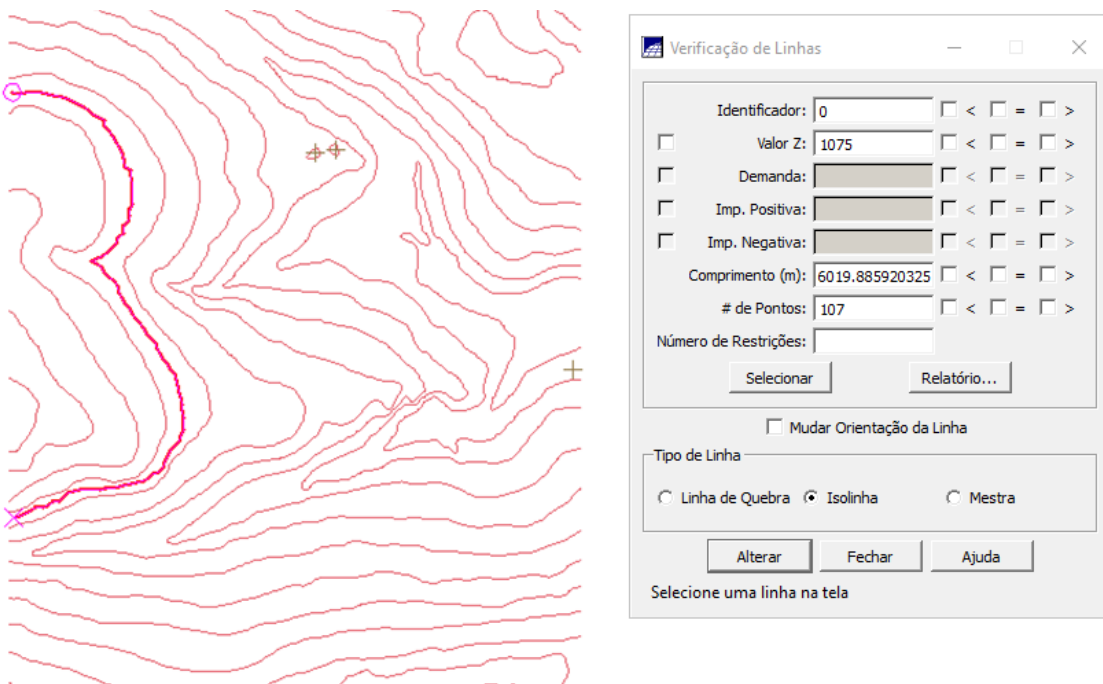 Verificação de Linhas
Identificador: 0 < = >
Valor Z: 1075 < = >
Demanda: < = >
Imp. Positiva: < = >
Imp. Negativa: < = >
Comprimento (m): 6019.885920325 < = >
# de Pontos: 107 < = >
Número de Restrições:
Selecionar Relatório...
Mudar Orientação da Linha
Tipo de Linha
Linha de Quebra Isolinha Mestra
Alterar Fechar Ajuda
Selecione uma linha na tela